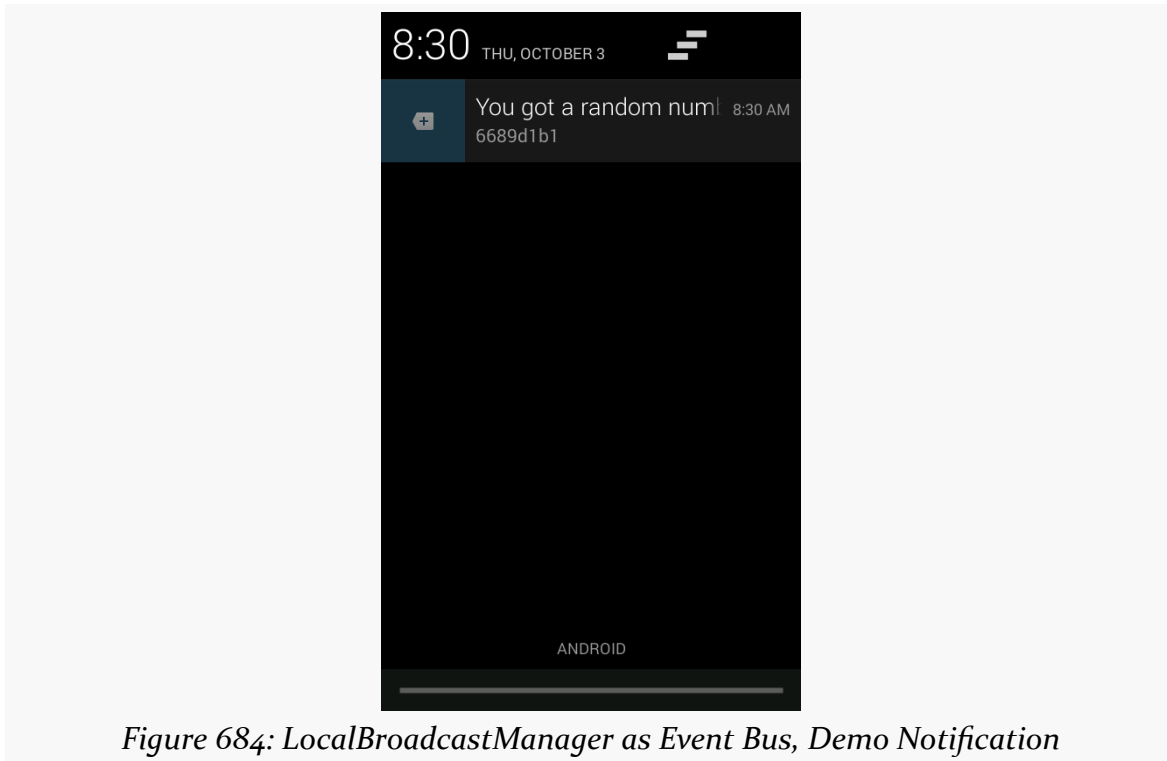 8:30 THU, OCTOBER 3
You got a random numb 8:30 AM
6689d1b1
ANDROID
Figure 684: LocalBroadcastManager as Event Bus, Demo Notification